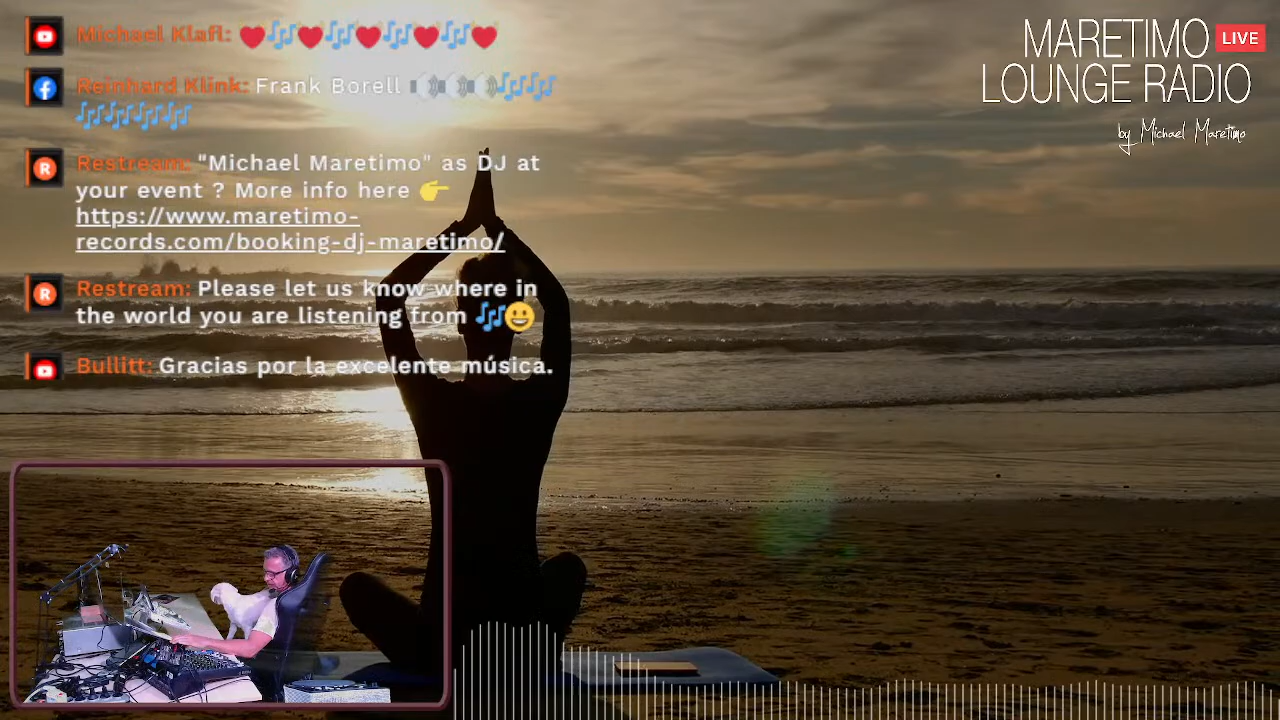 Michael Klafl: ❤️🎶❤️🎶❤️🎶❤️🎶❤️
Reinhard Klink: Frank Borell 🔊🔊🔊🎶🎶
🎶🎶🎶🎶
Restream: "Michael Maretimo" as DJ at
your event ? More info here 👉
https://www.maretimo-
records.com/booking-dj-maretimo/
Restream: Please let us know where in
the world you are listening from 🎶😀
Bullitt: Gracias por la excelente música.
MARETIMO LIVE
LOUNGE RADIO
by Michael Maretimo